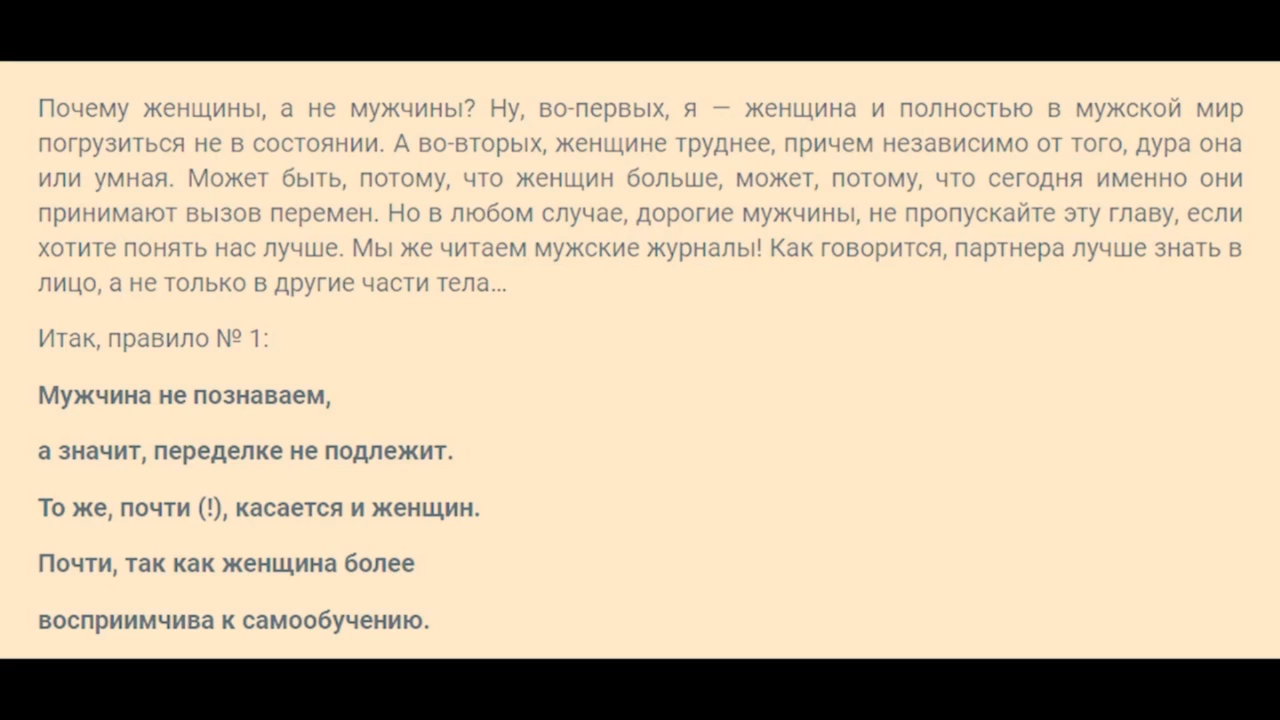 Почему женщины, а не мужчины? Ну, во-первых, я — женщина и полностью в мужской мир
погрузиться не в состоянии. А во-вторых, женщине труднее, причем независимо от того, дура она
или умная. Может быть, потому, что женщин больше, может, потому, что сегодня именно они
принимают вызов перемен. Но в любом случае, дорогие мужчины, не пропускайте эту главу, если
хотите понять нас лучше. Мы же читаем мужские журналы! Как говорится, партнера лучше знать в
лицо, а не только в другие части тела…
Итак, правило № 1:
Мужчина не познаваем,
а значит, переделке не подлежит.
То же, почти (!), касается и женщин.
Почти, так как женщина более
восприимчива к самообучению.